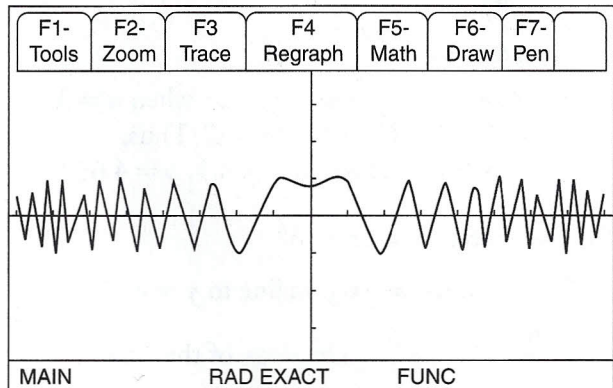 F1- F2- F3 F4 F5- F6- F7-
Tools Zoom Trace Regraph Math Draw Pen
MAIN RAD EXACT FUNC